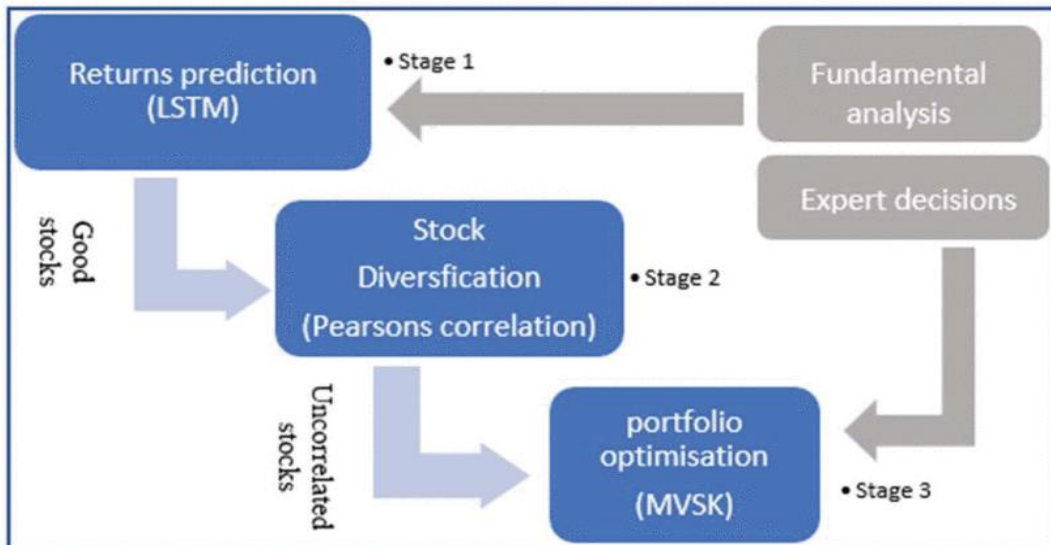 Returns prediction
(LSTM)
• Stage 1
Fundamental
analysis
Expert decisions
Good
stocks
Stock
Diversfication
(Pearsons correlation)
• Stage 2
Uncorrelated
stocks
portfolio
optimisation
(MVSK)
• Stage 3